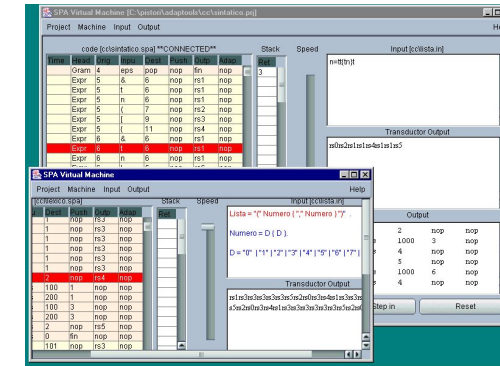 SPA Virtual Machine [C:\pistori\adaptools\cc\sintatico.prj]
Project Machine Input Output
code [cc\sintatico.spa] **CONNECTED** Stack Speed Input [cc\lista.in]
Time Head Orig Inpu Dest Push Outp Adap Ret
Gram 4 eps pop nop fin nop 3
Expr 5 & 6 nop rs1 nop
Expr 5 t 6 nop rs1 nop
Expr 5 n 6 nop rs1 nop
Expr 5 ( 7 nop rs2 nop
Expr 5 [ 9 nop rs3 nop
Expr 5 { 11 nop rs4 nop
Expr 6 & 6 nop rs1 nop
Expr 6 t 6 nop rs1 nop
Expr 6 n 6 nop rs1 nop
n=tt(tn)t
Transductor Output
rs0rs2rs1rs1rs4rs1rs1rs5
Output
2 nop nop
1000 3 nop nop
4 nop nop
5 nop nop
1000 6 nop nop
4 nop nop
Step in Reset
SPA Virtual Machine
Project Machine Input Output Help
[cc\lexico.spa] Stack Speed Input [cc\lista.in]
Dest Push Outp Adap Ret
1 nop rs3 nop
1 nop rs3 nop
1 nop rs3 nop
1 nop rs3 nop
1 nop rs3 nop
2 nop rs4 nop
100 1 nop nop
200 1 nop nop
100 3 nop nop
200 3 nop nop
2 nop rs5 nop
0 fin nop nop
101 nop rs3 nop
Lista = "(" Numero { "," Numero } ")" .
Numero = D { D }.
D = "0" | "1" | "2" | "3" | "4" | "5" | "6" | "7" |
Transductor Output